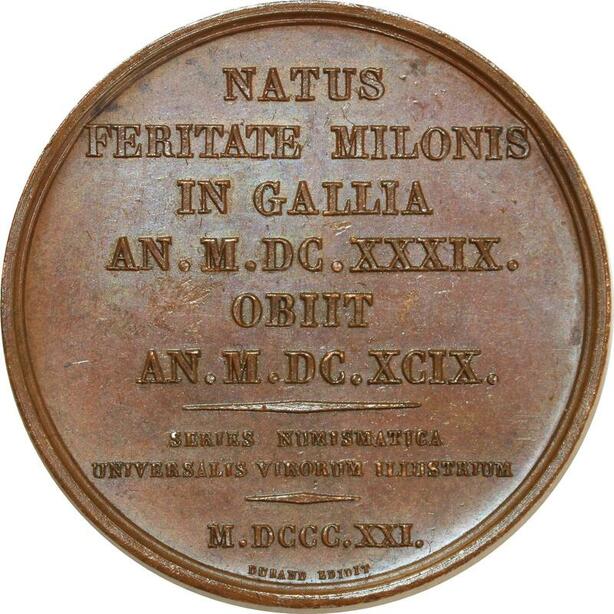 NATUS
FERITATE MILONIS
IN GALLIA
AN. M. DC. XXXIX.
OBIIT
AN. M. DC. XCIX.
SERIES NUMISMATICA
UNIVERSALIS VIRORUM ILLUSTRIUM
M. DCCC. XXI.
DURAND EDIDIT